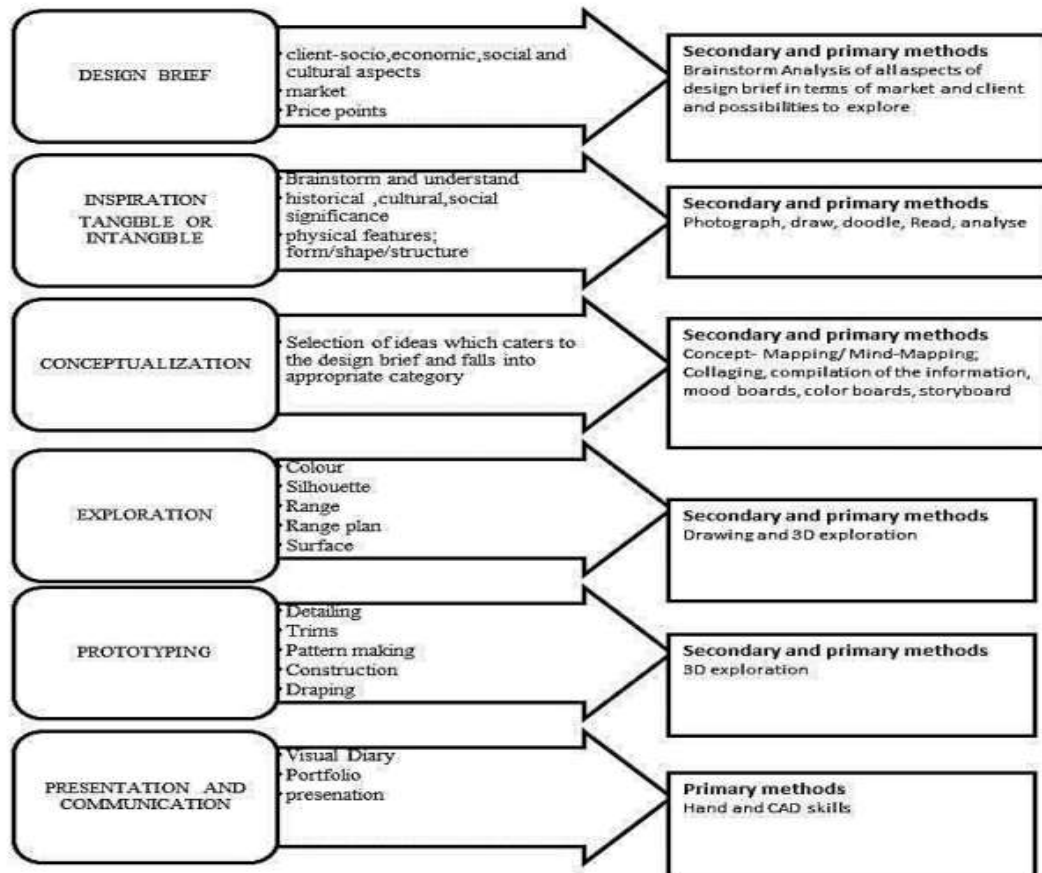 DESIGN BRIEF
· client-socio,economic,social and
cultural aspects
· market
· Price points
Secondary and primary methods
Brainstorm Analysis of all aspects of
design brief in terms of market and client
and possibilities to explore
INSPIRATION
TANGIBLE OR
INTANGIBLE
· Brainstorm and understand
· historical ,cultural,social
significance
· physical features;
form/shape/structure
Secondary and primary methods
Photograph, draw, doodle, Read, analyse
CONCEPTUALIZATION
· Selection of ideas which caters to
the design brief and falls into
appropriate category
Secondary and primary methods
Concept- Mapping/ Mind-Mapping;
Collaging, compilation of the information,
mood boards, color boards, storyboard
EXPLORATION
· Colour
· Silhouette
· Range
· Range plan
· Surface
Secondary and primary methods
Drawing and 3D exploration
PROTOTYPING
· Detailing
· Trims
· Pattern making
· Construction
· Draping
Secondary and primary methods
3D exploration
PRESENTATION AND
COMMUNICATION
· Visual Diary
· Portfolio
· presenation
Primary methods
Hand and CAD skills